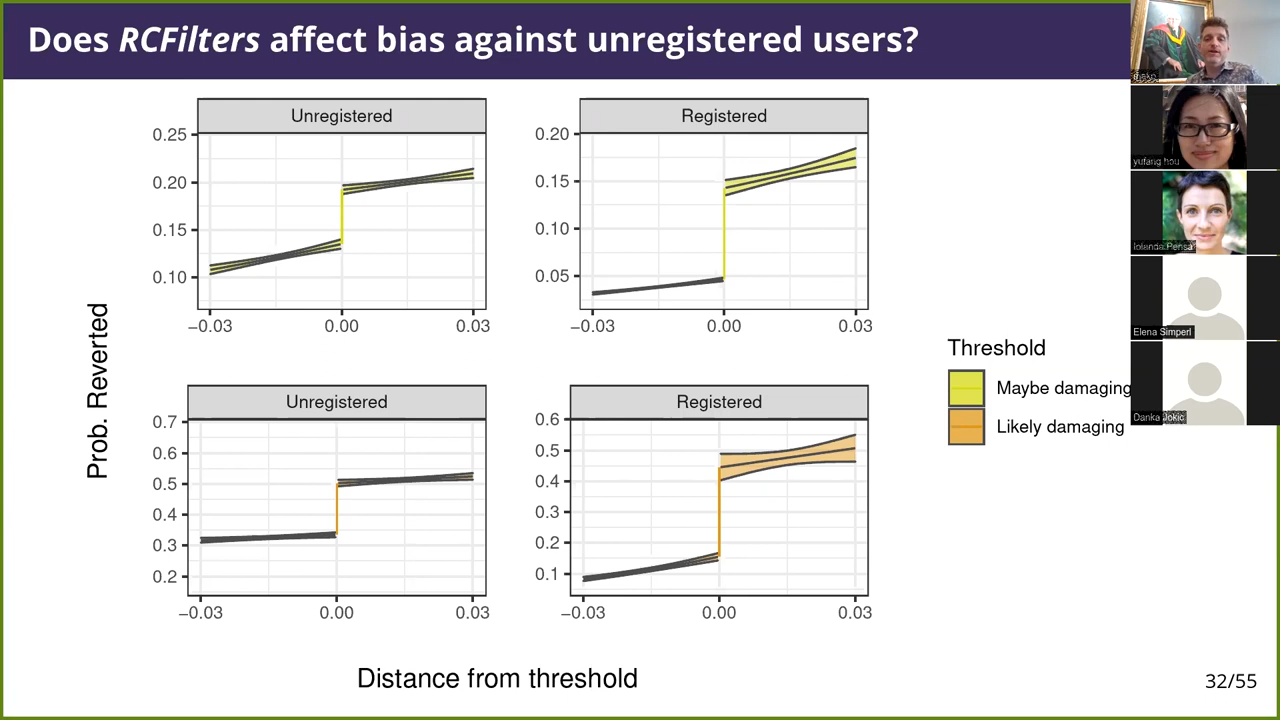 Does RCFilters affect bias against unregistered users?
mako
yufang hou
Iolanda Pensa
Elena Simperl
Danka Jokic
Unregistered
0.25
0.20
0.15
0.10
−0.03 0.00 0.03
Registered
0.20
0.15
0.10
0.05
−0.03 0.00 0.03
Prob. Reverted
Unregistered
0.7
0.6
0.5
0.4
0.3
0.2
−0.03 0.00 0.03
Registered
0.6
0.5
0.4
0.3
0.2
0.1
−0.03 0.00 0.03
Threshold
Maybe damaging
Likely damaging
Distance from threshold
32/55